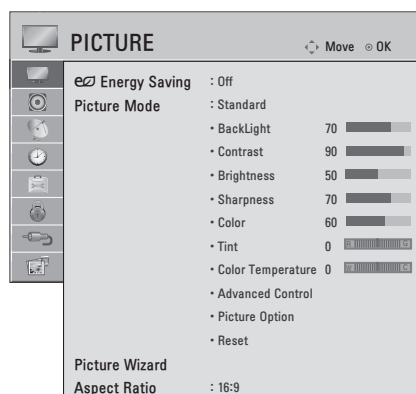 PICTURE Move OK
Energy Saving : Off
Picture Mode : Standard
• BackLight 70
• Contrast 90
• Brightness 50
• Sharpness 70
• Color 60
• Tint 0 R G
• Color Temperature 0 W C
• Advanced Control
• Picture Option
• Reset
Picture Wizard
Aspect Ratio : 16:9